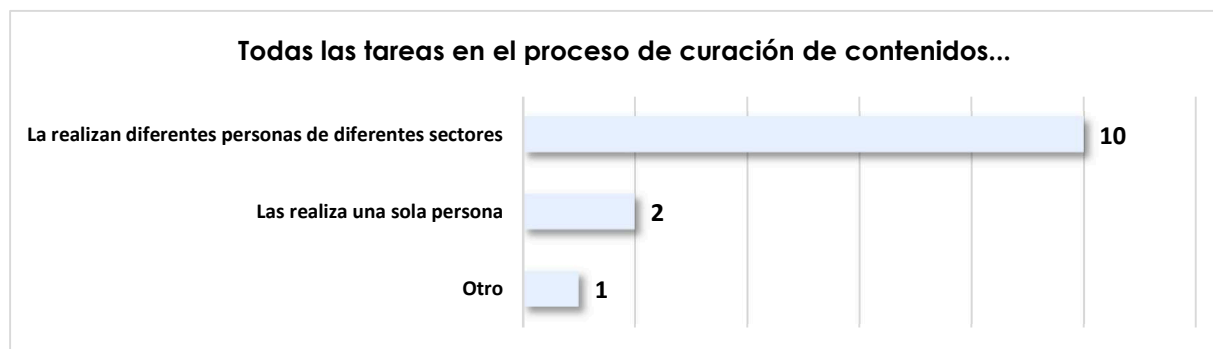 Todas las tareas en el proceso de curación de contenidos...
La realizan diferentes personas de diferentes sectores
10
Las realiza una sola persona
2
Otro
1